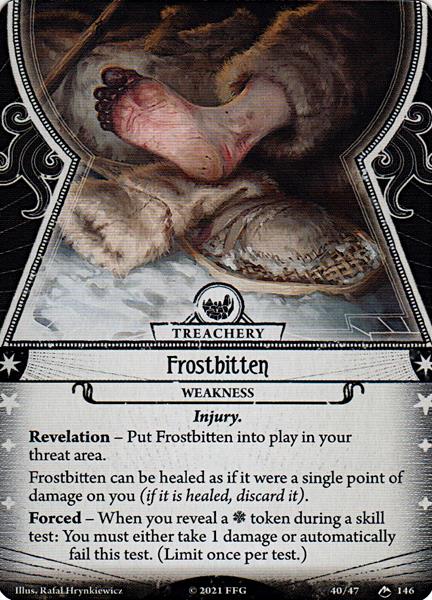 TREACHERY
Frostbitten
WEAKNESS
Injury.
Revelation – Put Frostbitten into play in your
threat area.
Frostbitten can be healed as if it were a single point of
damage on you (if it is healed, discard it).
Forced – When you reveal a token during a skill
test: You must either take 1 damage or automatically
fail this test. (Limit once per test.)
Illus. Rafał Hrynkiewicz © 2021 FFG 40/47 146